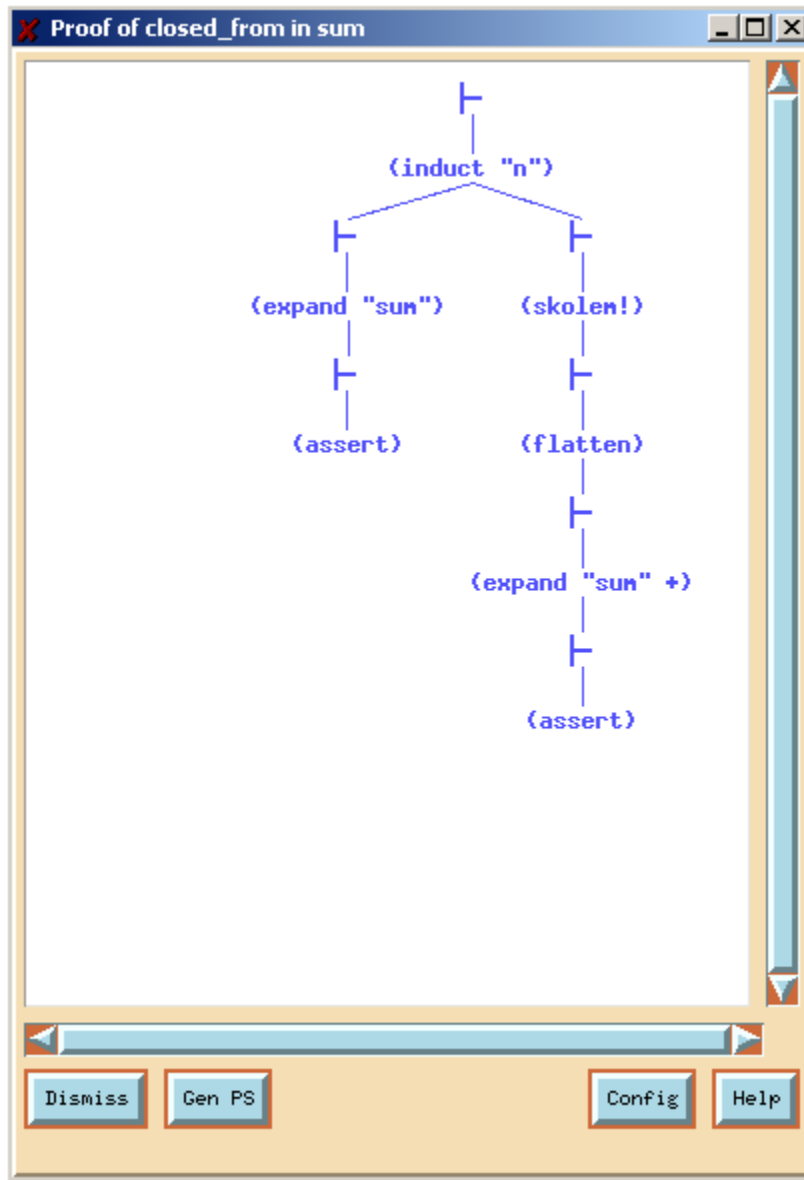 Proof of closed_from in sum
⊢
(induct "n")
⊢ ⊢
(expand "sum") (skolem!)
⊢ ⊢
(assert) (flatten)
⊢
(expand "sum" +)
⊢
(assert)
Dismiss Gen PS Config Help